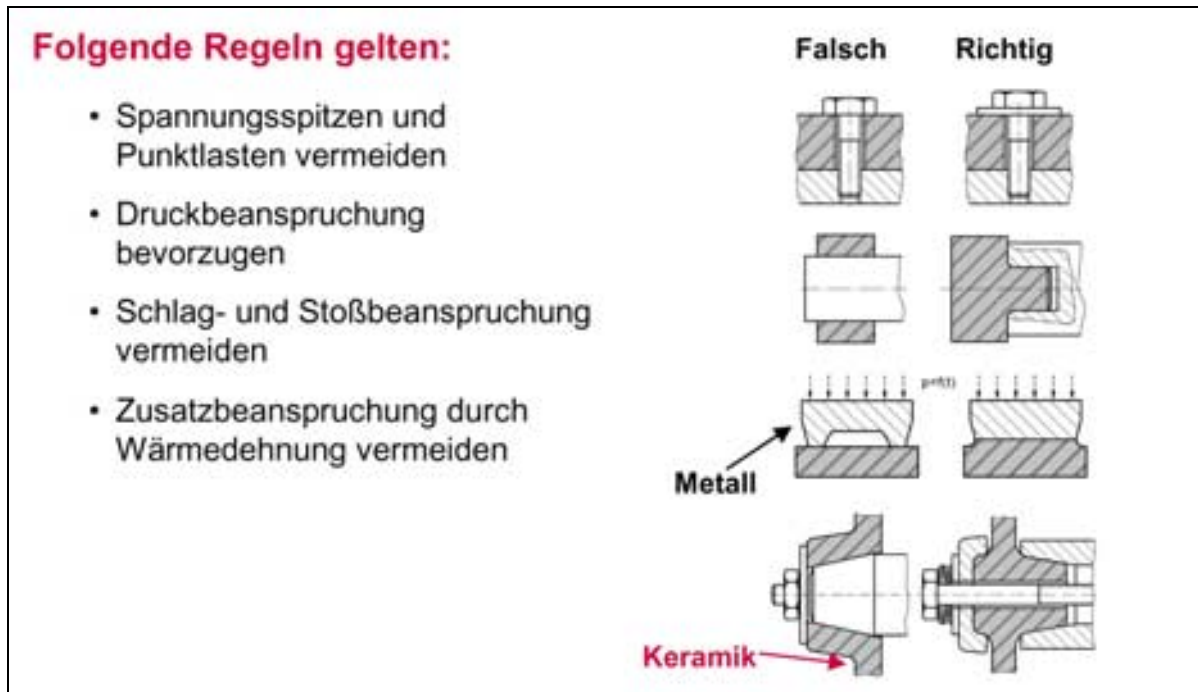 Folgende Regeln gelten:
• Spannungsspitzen und
Punktlasten vermeiden
• Druckbeanspruchung
bevorzugen
• Schlag- und Stoßbeanspruchung
vermeiden
• Zusatzbeanspruchung durch
Wärmedehnung vermeiden
Falsch Richtig
p=f(t)
Metall
Keramik